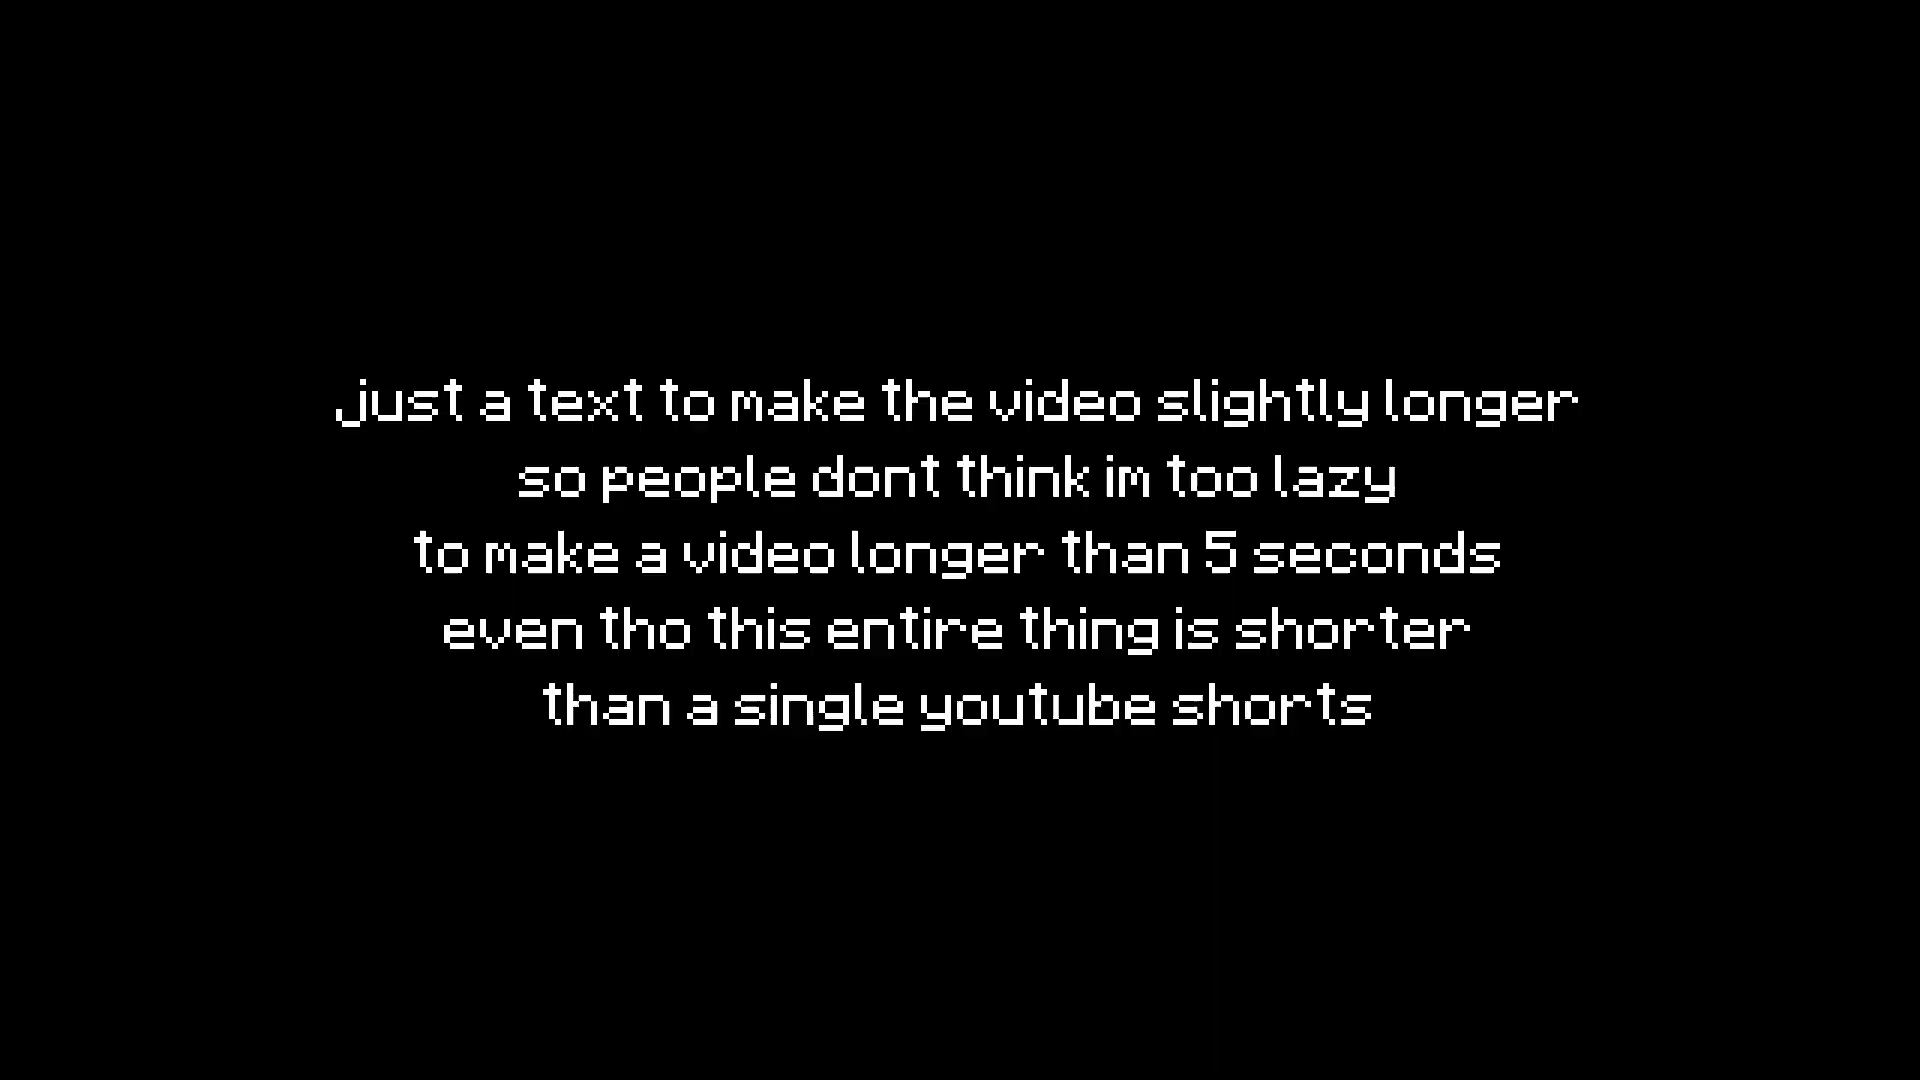 just a text to make the video slightly longer
so people dont think im too lazy
to make a video longer than 5 seconds
even tho this entire thing is shorter
than a single youtube shorts